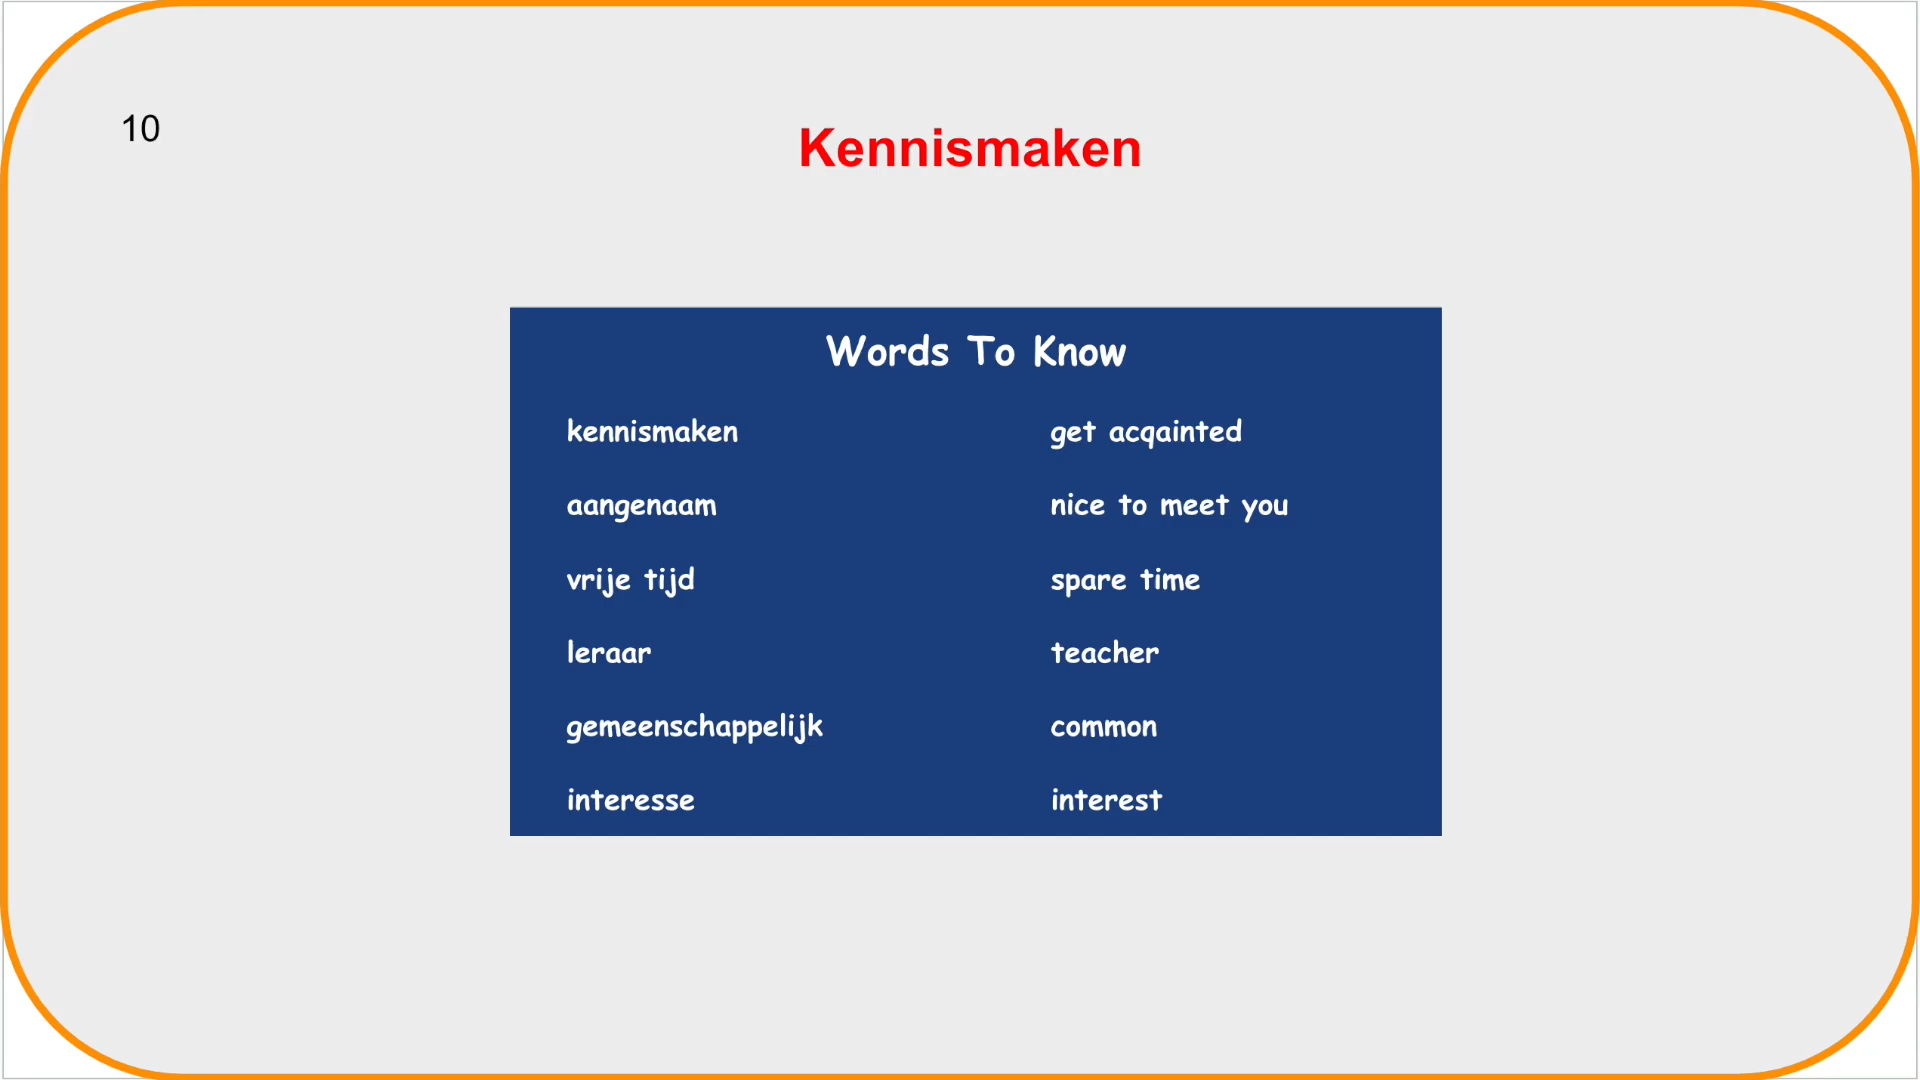 10
Kennismaken
Words To Know
kennismaken get acqainted
aangenaam nice to meet you
vrije tijd spare time
leraar teacher
gemeenschappelijk common
interesse interest